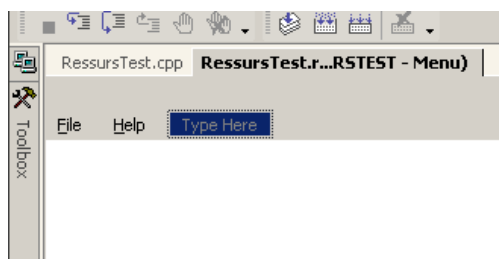 RessursTest.cpp RessursTest.r...RSTEST - Menu)
Toolbox
File Help Type Here